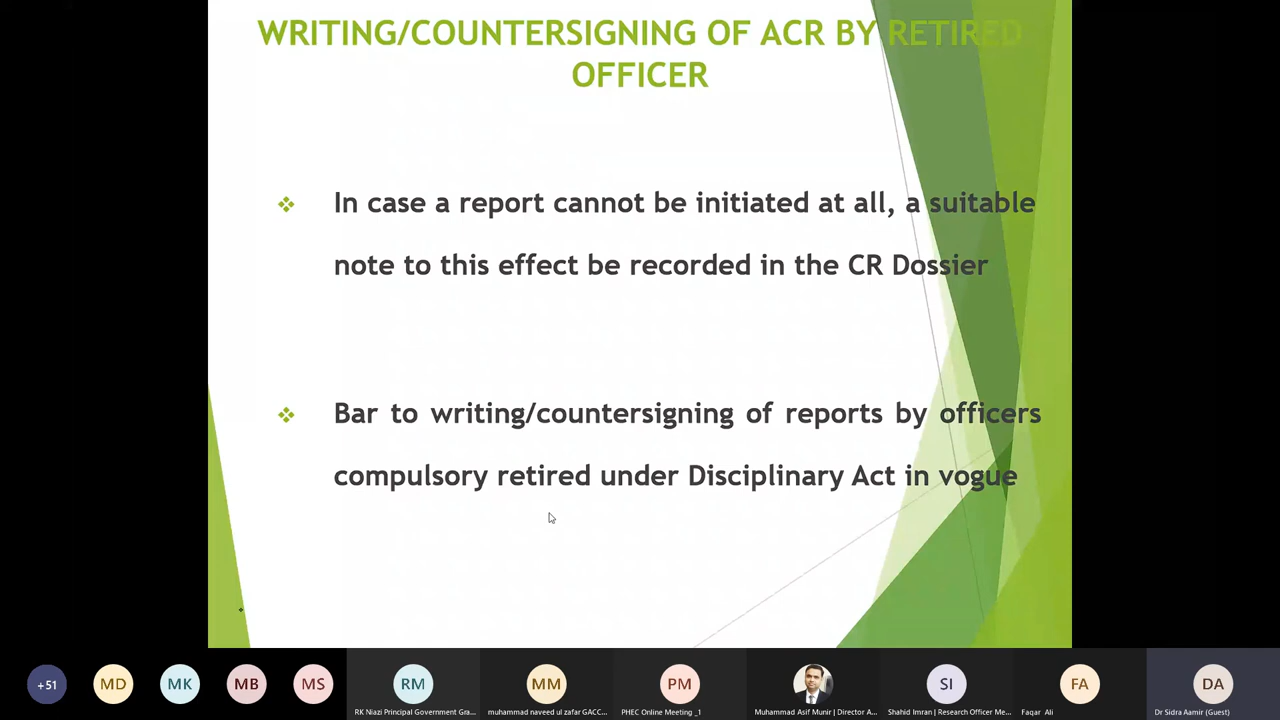 WRITING/COUNTERSIGNING OF ACR BY RETIRED
OFFICER
In case a report cannot be initiated at all, a suitable
note to this effect be recorded in the CR Dossier
Bar to writing/countersigning of reports by officers
compulsory retired under Disciplinary Act in vogue
+51
MD
MK
MB
MS
RM
MM
PM
SI
FA
DA
RK Niazi Principal Government Gra...
muhammad naveed ul zafar GACC...
PHEC Online Meeting _1
Muhammad Asif Munir | Director A...
Shahid Imran | Research Officer Me...
Faqar Ali
Dr Sidra Aamir (Guest)